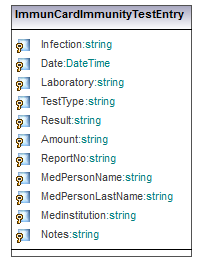 ImmunCardImmunityTestEntry
Infection:string
Date:DateTime
Laboratory:string
TestType:string
Result:string
Amount:string
ReportNo:string
MedPersonName:string
MedPersonLastName:string
Medinstitution:string
Notes:string